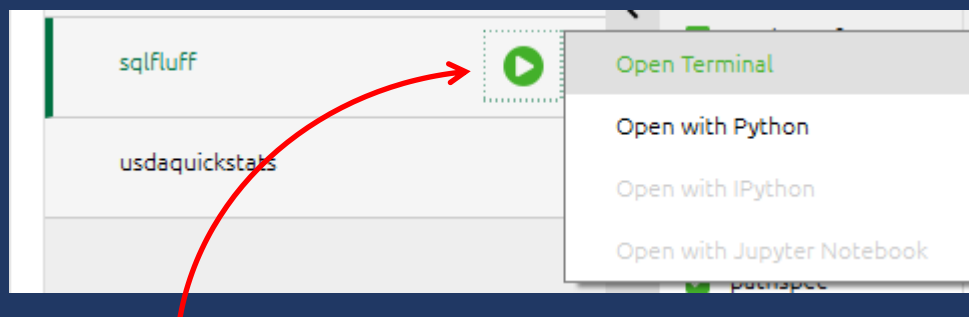 sqlfluff
Open Terminal
Open with Python
usdaquickstats
Open with IPython
Open with Jupyter Notebook
pathspec